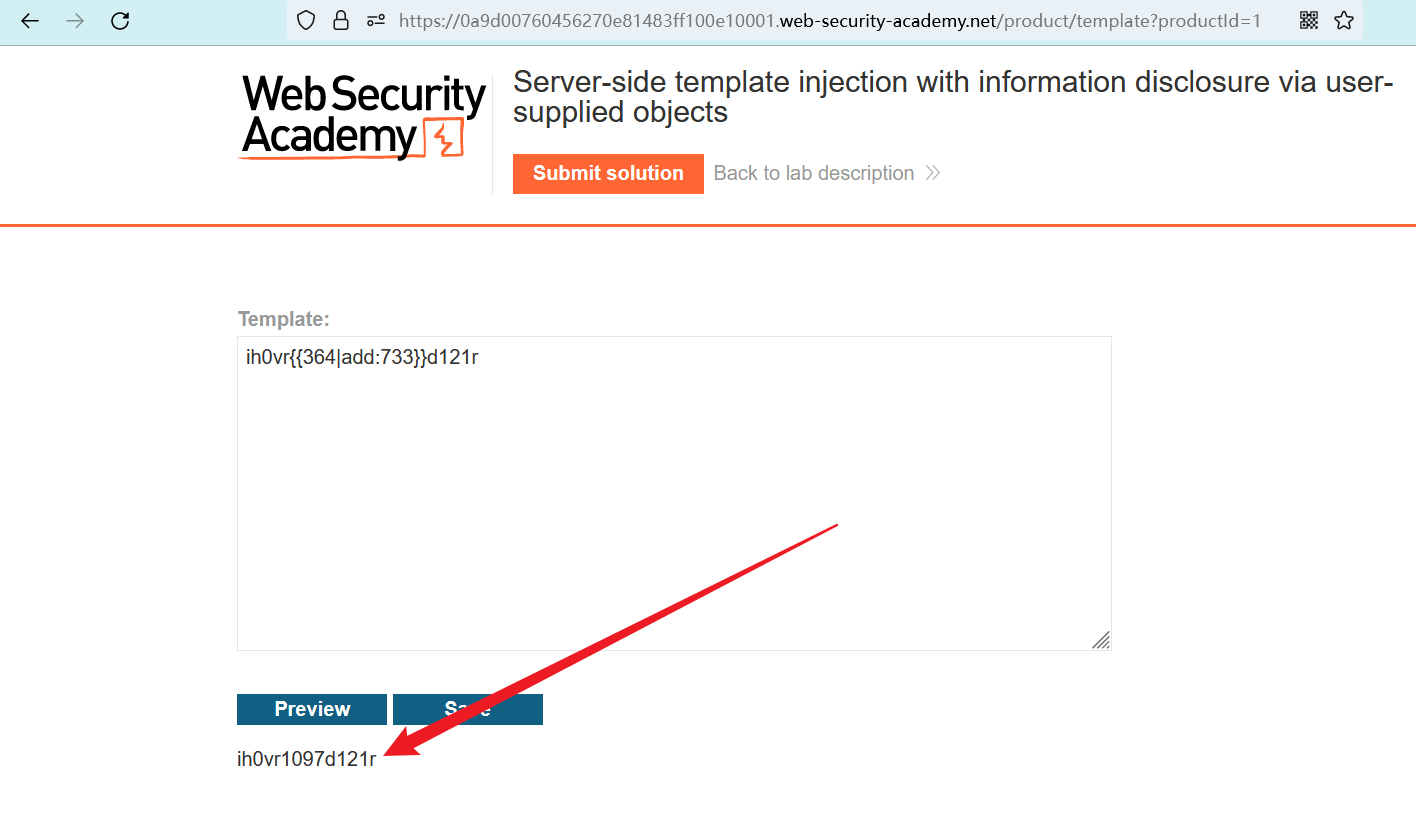 https://0a9d00760456270e81483ff100e10001.web-security-academy.net/product/template?productId=1
Web Security
Academy
Server-side template injection with information disclosure via user-
supplied objects
Submit solution
Back to lab description
Template:
ih0vr{{364|add:733}}d121r
Preview
Save
ih0vr1097d121r